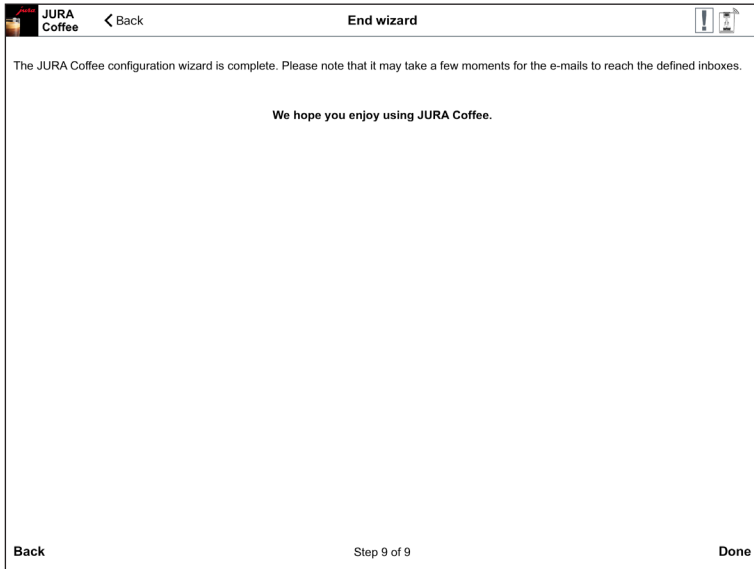 jura
JURA
Coffee
Back
End wizard
!
The JURA Coffee configuration wizard is complete. Please note that it may take a few moments for the e-mails to reach the defined inboxes.
We hope you enjoy using JURA Coffee.
Back
Step 9 of 9
Done